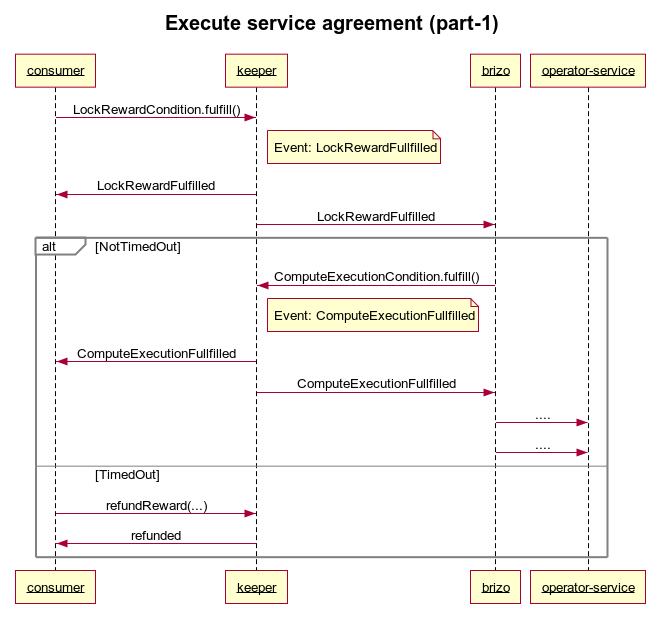 Execute service agreement (part-1)
consumer
keeper
brizo
operator-service
LockRewardCondition.fulfill()
Event: LockRewardFullfilled
LockRewardFulfilled
LockRewardFulfilled
alt
[NotTimedOut]
ComputeExecutionCondition.fulfill()
Event: ComputeExecutionFullfilled
ComputeExecutionFullfilled
ComputeExecutionFullfilled
....
....
[TimedOut]
refundReward(...)
refunded
consumer
keeper
brizo
operator-service